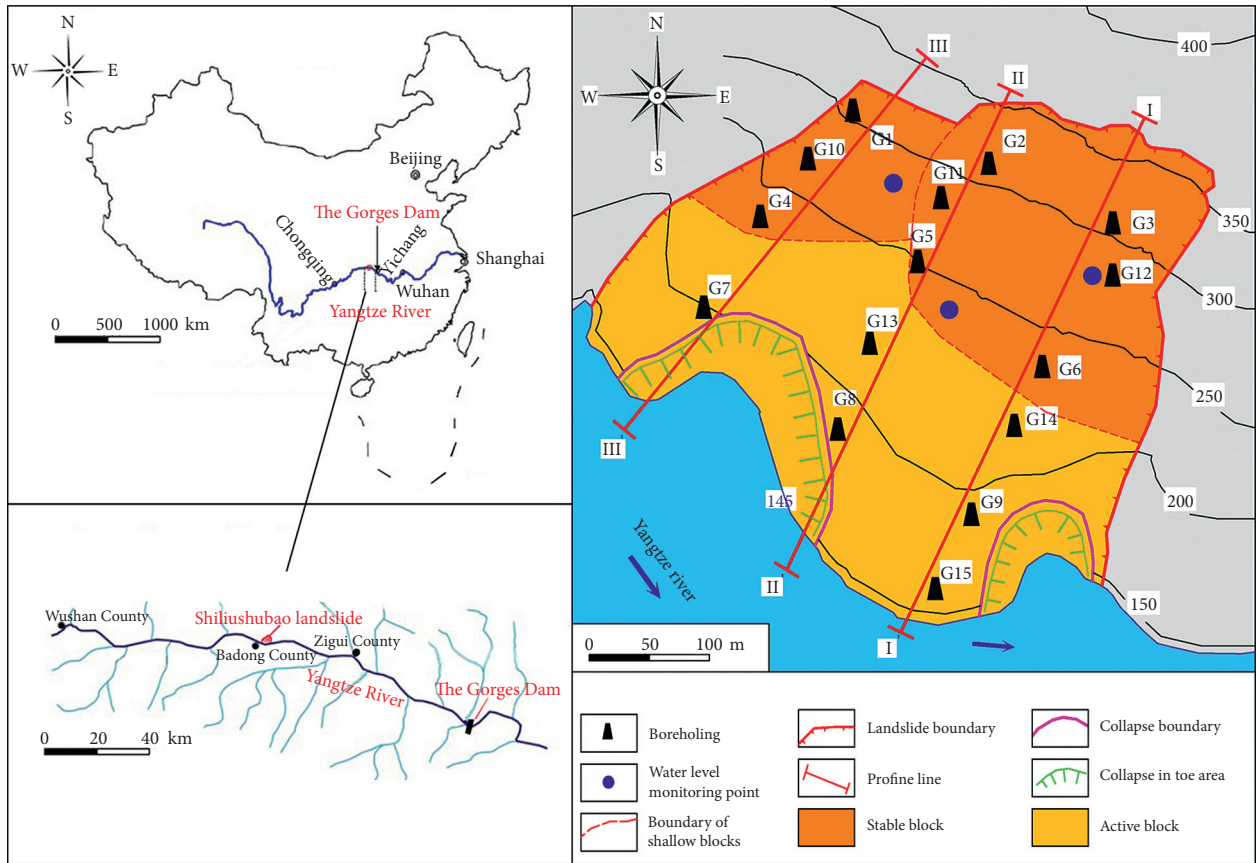 N
W E
S
Beijing
The Gorges Dam
Chongqing
Yichang
Shanghai
Wuhan
Yangtze River
0 500 1000 km
Wushan County
Shiliushubao landslide
Zigui County
Badong County
Yangtze River
The Gorges Dam
0 20 40 km
N
W E
S
400
III
II
I
G1
G2
G10
G11
G4
G3
350
G5
G12
G7
300
G13
G6
250
G8
G14
III'
145
G9
200
Yangtze river
II'
G15
150
I'
0 50 100 m
Boreholing
Landslide boundary
Collapse boundary
Water level
monitoring point
Profine line
Collapse in toe area
Boundary of
shallow blocks
Stable block
Active block